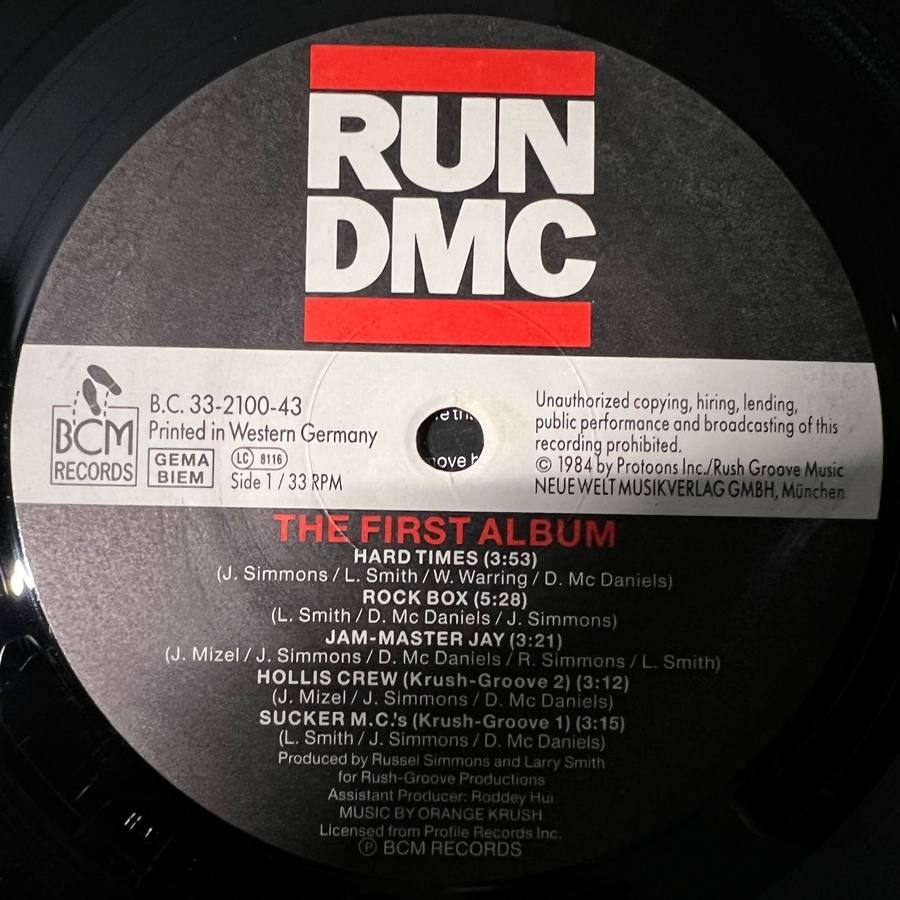 RUN
DMC
BCM
RECORDS
B.C. 33-2100-43
Printed in Western Germany
GEMA
BIEM
LC 8116
Side 1 / 33 RPM
Unauthorized copying, hiring, lending,
public performance and broadcasting of this
recording prohibited.
© 1984 by Protoons Inc./Rush Groove Music
NEUE WELT MUSIKVERLAG GMBH, München
THE FIRST ALBUM
HARD TIMES (3:53)
(J. Simmons / L. Smith / W. Warring / D. Mc Daniels)
ROCK BOX (5:28)
(L. Smith / D. Mc Daniels / J. Simmons)
JAM-MASTER JAY (3:21)
(J. Mizel / J. Simmons / D. Mc Daniels / R. Simmons / L. Smith)
HOLLIS CREW (Krush-Groove 2) (3:12)
(J. Mizel / J. Simmons / D. Mc Daniels)
SUCKER M.C.'s (Krush-Groove 1) (3:15)
(L. Smith / J. Simmons / D. Mc Daniels)
Produced by Russel Simmons and Larry Smith
for Rush-Groove Productions
Assistant Producer: Roddey Hui
MUSIC BY ORANGE KRUSH
Licensed from Profile Records Inc.
Ⓟ BCM RECORDS